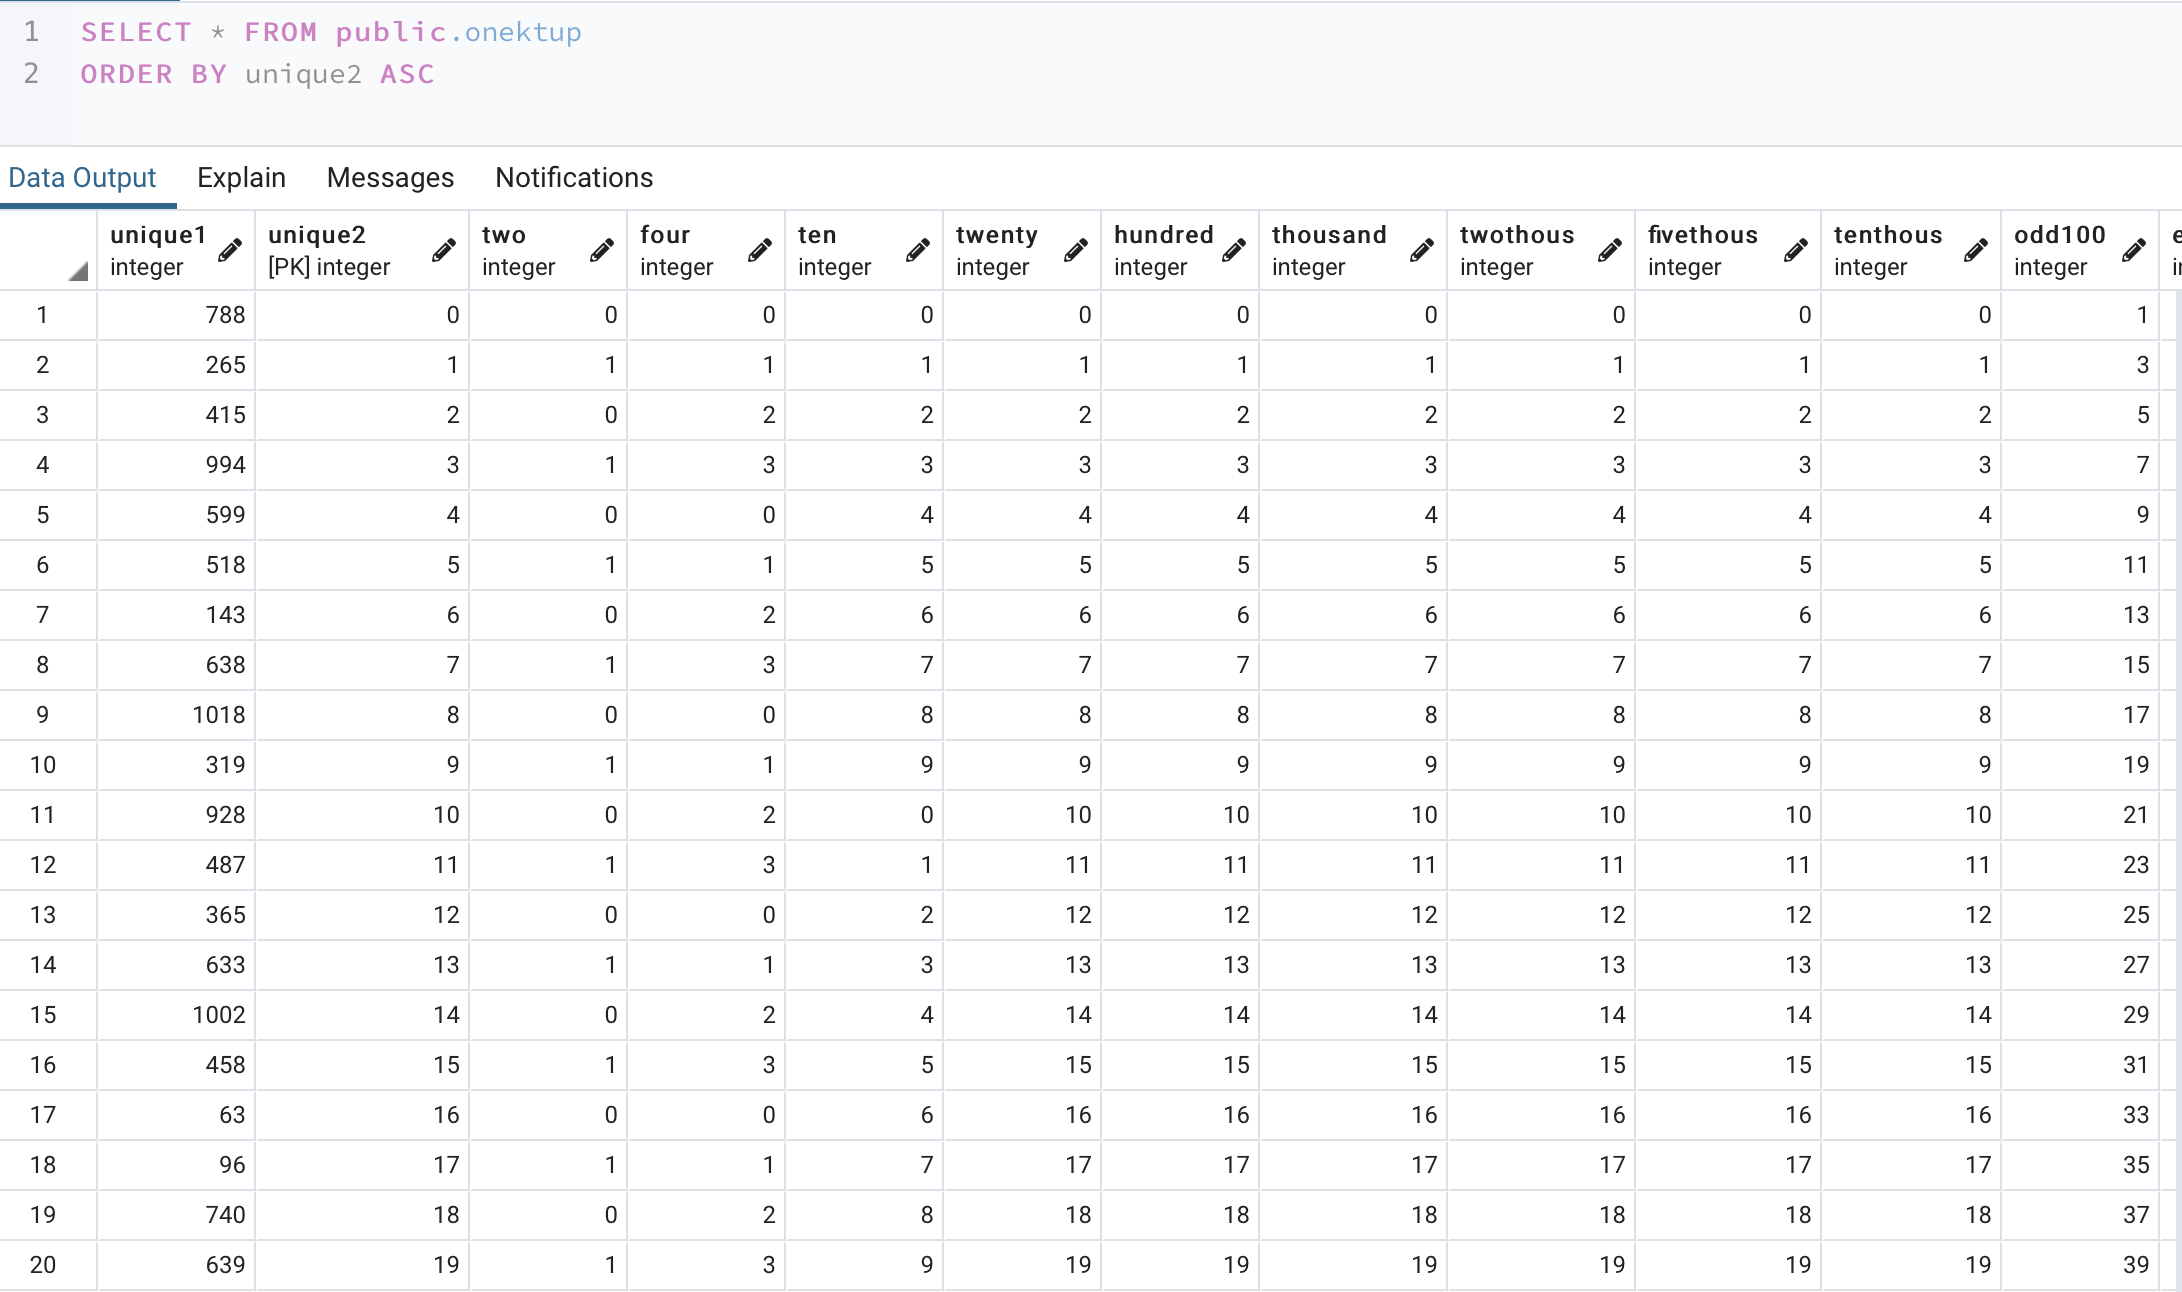 1 SELECT * FROM public.onektup
2 ORDER BY unique2 ASC
Data Output Explain Messages Notifications
unique1 unique2 two four ten twenty hundred thousand twothous fivethous tenthous odd100
integer [PK] integer integer integer integer integer integer integer integer integer integer integer
1 788 0 0 0 0 0 0 0 0 0 0 1
2 265 1 1 1 1 1 1 1 1 1 1 3
3 415 2 0 2 2 2 2 2 2 2 2 5
4 994 3 1 3 3 3 3 3 3 3 3 7
5 599 4 0 0 4 4 4 4 4 4 4 9
6 518 5 1 1 5 5 5 5 5 5 5 11
7 143 6 0 2 6 6 6 6 6 6 6 13
8 638 7 1 3 7 7 7 7 7 7 7 15
9 1018 8 0 0 8 8 8 8 8 8 8 17
10 319 9 1 1 9 9 9 9 9 9 9 19
11 928 10 0 2 0 10 10 10 10 10 10 21
12 487 11 1 3 1 11 11 11 11 11 11 23
13 365 12 0 0 2 12 12 12 12 12 12 25
14 633 13 1 1 3 13 13 13 13 13 13 27
15 1002 14 0 2 4 14 14 14 14 14 14 29
16 458 15 1 3 5 15 15 15 15 15 15 31
17 63 16 0 0 6 16 16 16 16 16 16 33
18 96 17 1 1 7 17 17 17 17 17 17 35
19 740 18 0 2 8 18 18 18 18 18 18 37
20 639 19 1 3 9 19 19 19 19 19 19 39